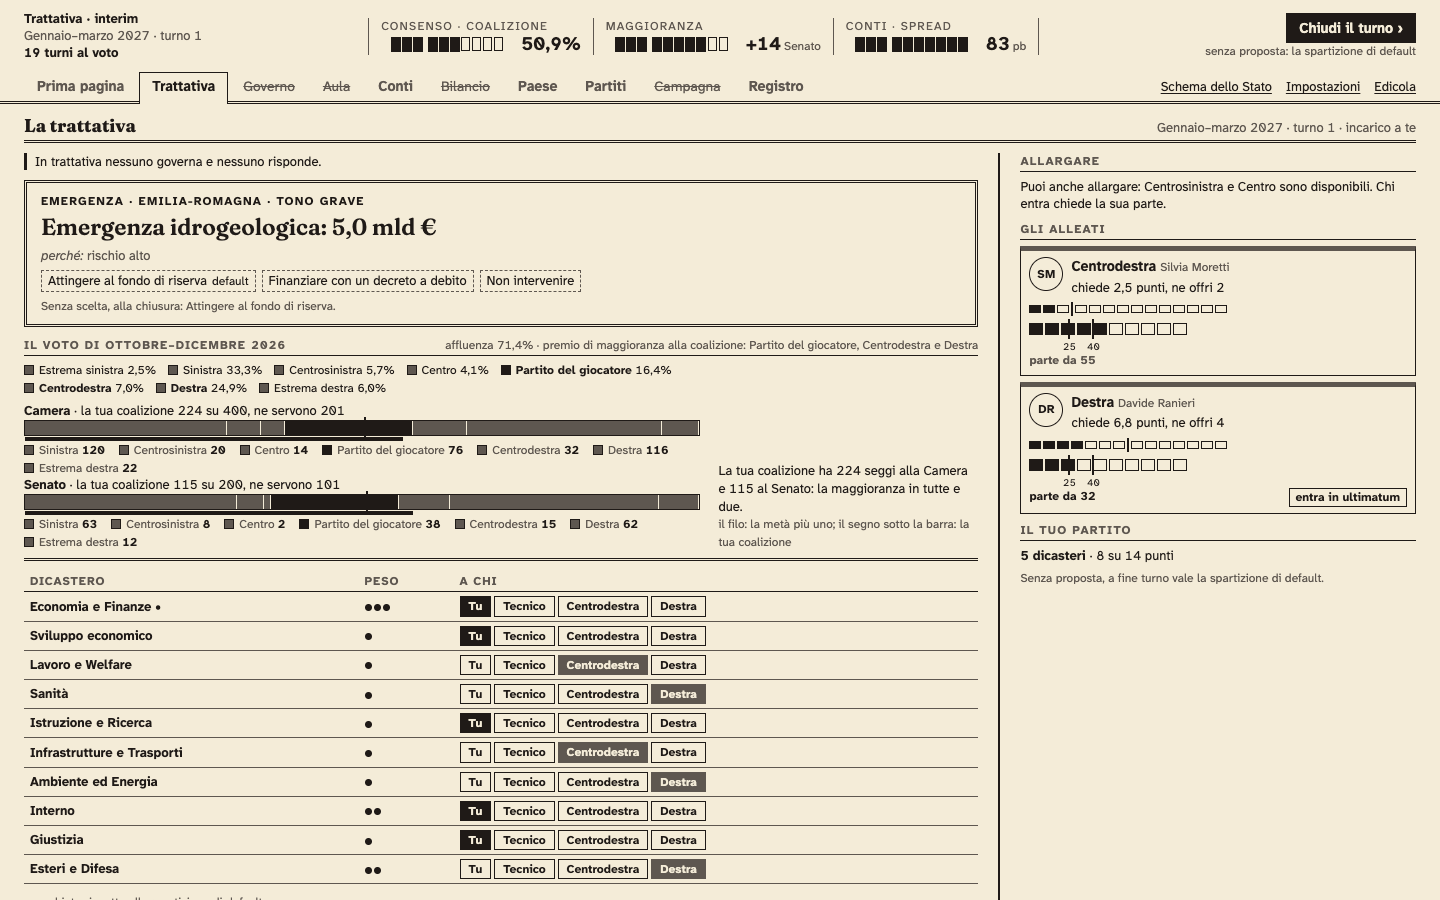 Trattativa · interim
Gennaio–marzo 2027 · turno 1
19 turni al voto
CONSENSO · COALIZIONE
50,9%
MAGGIORANZA
+14 Senato
CONTI · SPREAD
83 pb
Chiudi il turno ›
senza proposta: la spartizione di default
Prima pagina Trattativa Governo Aula Conti Bilancio Paese Partiti Campagna Registro
Schema dello Stato Impostazioni Edicola
La trattativa
Gennaio–marzo 2027 · turno 1 · incarico a te
In trattativa nessuno governa e nessuno risponde.
EMERGENZA · EMILIA-ROMAGNA · TONO GRAVE
Emergenza idrogeologica: 5,0 mld €
perché: rischio alto
Attingere al fondo di riserva default Finanziare con un decreto a debito Non intervenire
Senza scelta, alla chiusura: Attingere al fondo di riserva.
IL VOTO DI OTTOBRE–DICEMBRE 2026
affluenza 71,4% · premio di maggioranza alla coalizione: Partito del giocatore, Centrodestra e Destra
Estrema sinistra 2,5% Sinistra 33,3% Centrosinistra 5,7% Centro 4,1% Partito del giocatore 16,4%
Centrodestra 7,0% Destra 24,9% Estrema destra 6,0%
Camera · la tua coalizione 224 su 400, ne servono 201
Sinistra 120 Centrosinistra 20 Centro 14 Partito del giocatore 76 Centrodestra 32 Destra 116
Estrema destra 22
Senato · la tua coalizione 115 su 200, ne servono 101
Sinistra 63 Centrosinistra 8 Centro 2 Partito del giocatore 38 Centrodestra 15 Destra 62
Estrema destra 12
La tua coalizione ha 224 seggi alla Camera
e 115 al Senato: la maggioranza in tutte e
due.
il filo: la metà più uno; il segno sotto la barra: la
tua coalizione
DICASTERO PESO A CHI
Economia e Finanze • Tu Tecnico Centrodestra Destra
Sviluppo economico Tu Tecnico Centrodestra Destra
Lavoro e Welfare Tu Tecnico Centrodestra Destra
Sanità Tu Tecnico Centrodestra Destra
Istruzione e Ricerca Tu Tecnico Centrodestra Destra
Infrastrutture e Trasporti Tu Tecnico Centrodestra Destra
Ambiente ed Energia Tu Tecnico Centrodestra Destra
Interno Tu Tecnico Centrodestra Destra
Giustizia Tu Tecnico Centrodestra Destra
Esteri e Difesa Tu Tecnico Centrodestra Destra
ALLARGARE
Puoi anche allargare: Centrosinistra e Centro sono disponibili. Chi
entra chiede la sua parte.
GLI ALLEATI
SM
Centrodestra Silvia Moretti
chiede 2,5 punti, ne offri 2
25 40
parte da 55
DR
Destra Davide Ranieri
chiede 6,8 punti, ne offri 4
25 40
parte da 32
entra in ultimatum
IL TUO PARTITO
5 dicasteri · 8 su 14 punti
Senza proposta, a fine turno vale la spartizione di default.